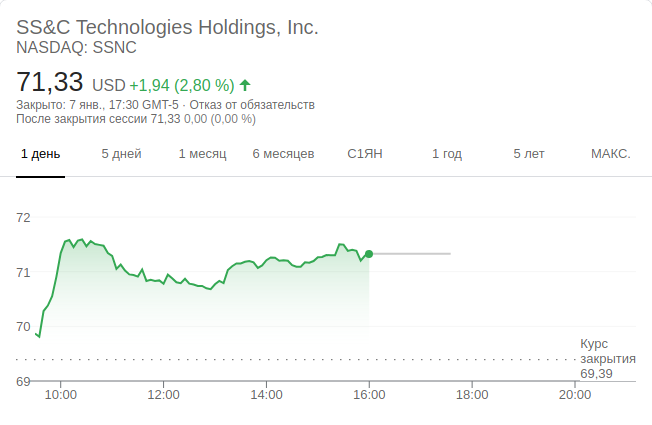 SS&C Technologies Holdings, Inc.
NASDAQ: SSNC
71,33 USD +1,94 (2,80 %)
Закрыто: 7 янв., 17:30 GMT-5 · Отказ от обязательств
После закрытия сессии 71,33 0,00 (0,00 %)
1 день 5 дней 1 месяц 6 месяцев С1ЯН 1 год 5 лет МАКС.
72
71
70
Курс
закрытия
69,39
69
10:00 12:00 14:00 16:00 18:00 20:00